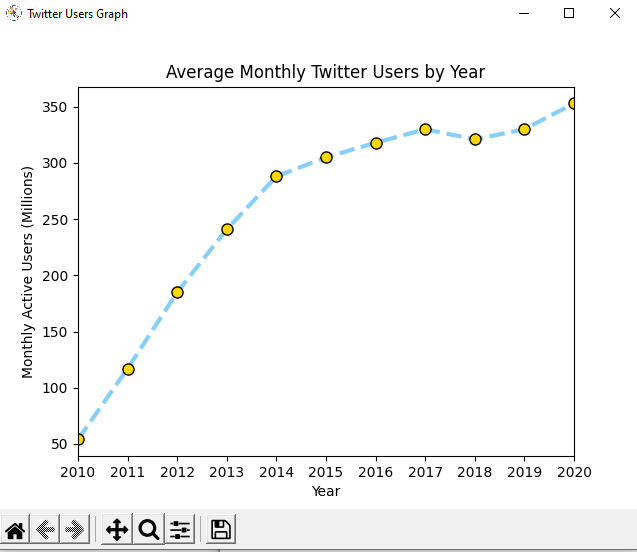 Twitter Users Graph
Average Monthly Twitter Users by Year
Monthly Active Users (Millions)
350
300
250
200
150
100
50
2010 2011 2012 2013 2014 2015 2016 2017 2018 2019 2020
Year